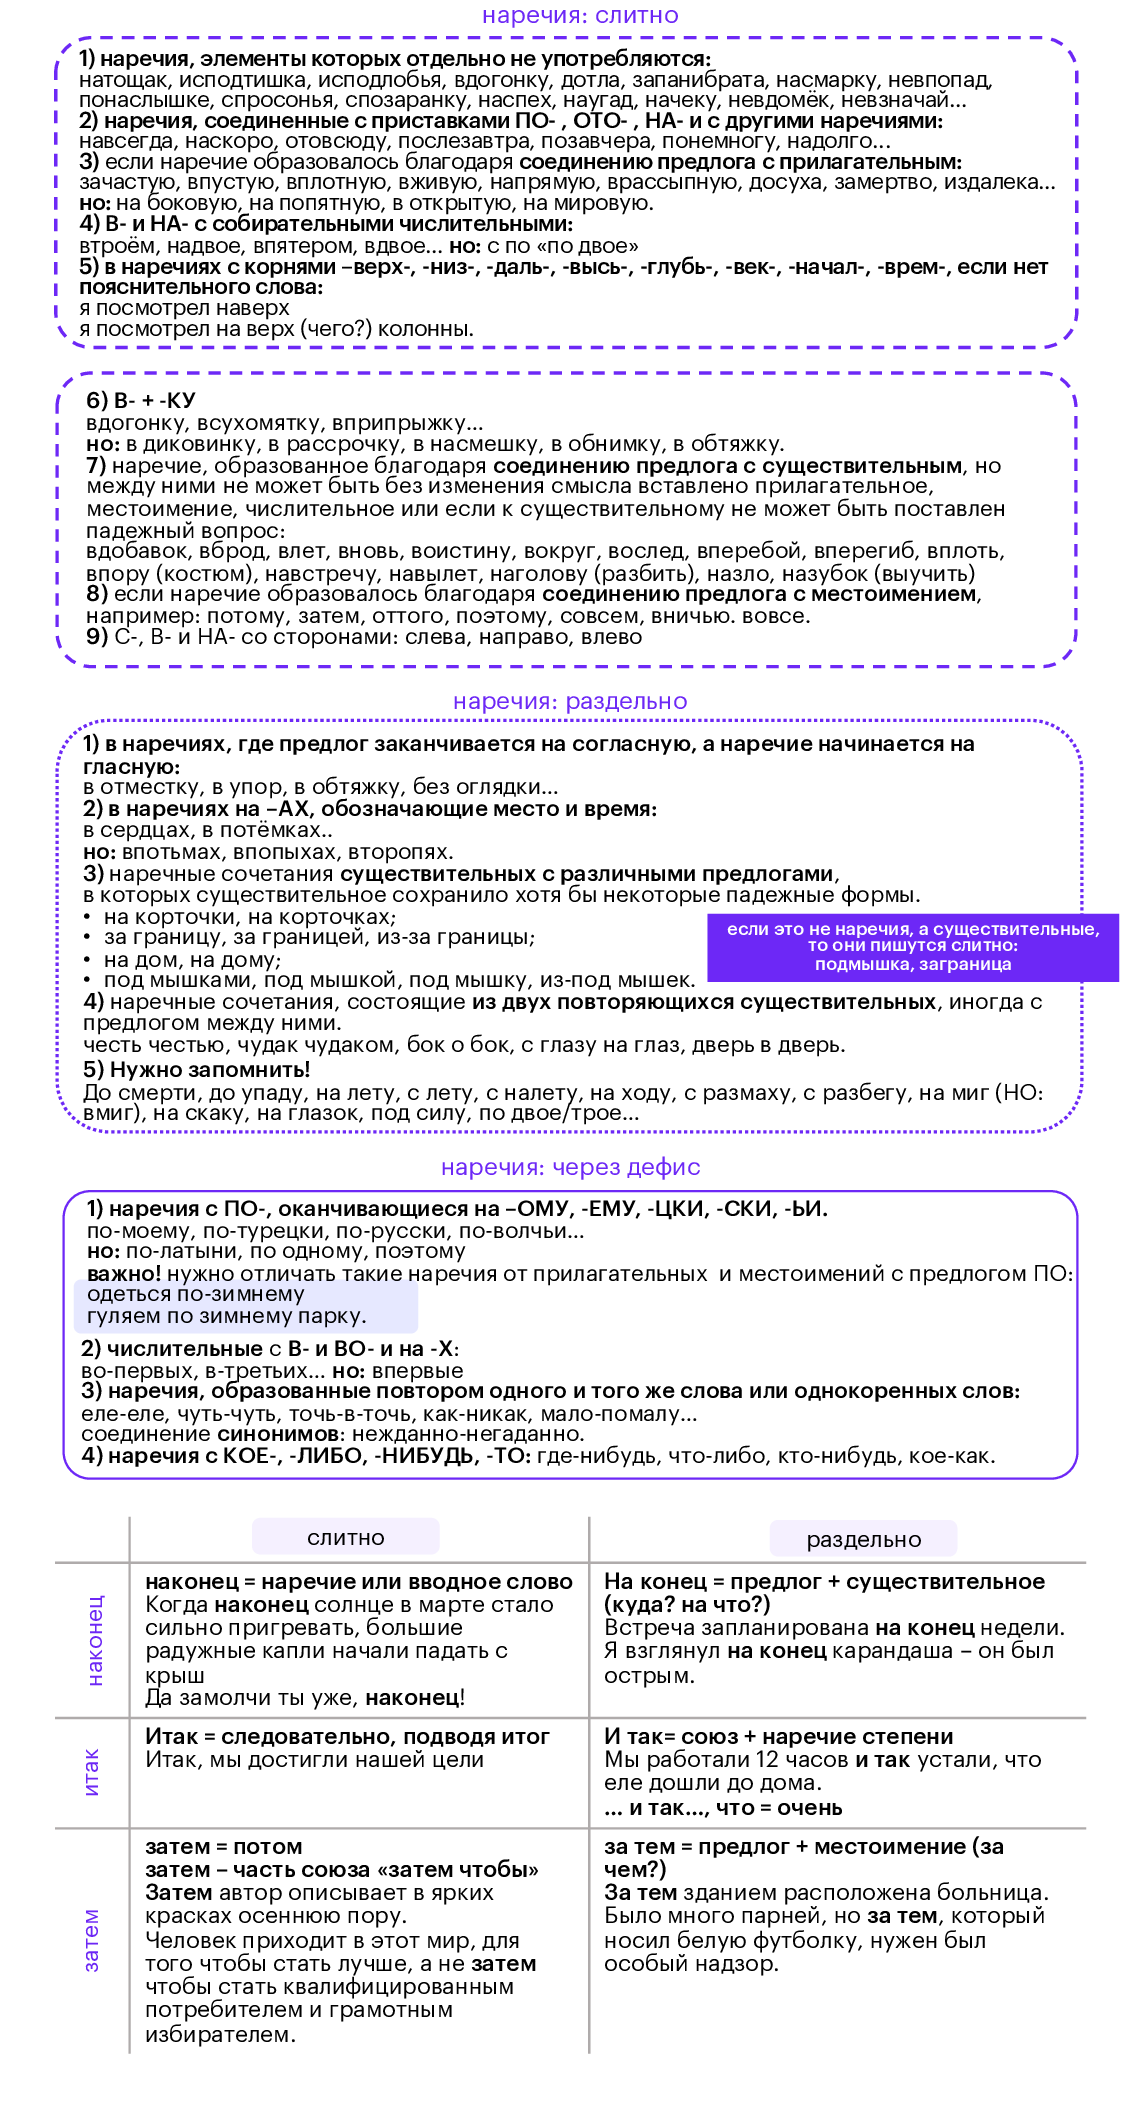 наречия: слитно
1) наречия, элементы которых отдельно не употребляются:
натощак, исподтишка, исподлобья, вдогонку, дотла, запанибрата, насмарку, невпопад,
понаслышке, спросонья, спозаранку, наспех, наугад, начеку, невдомёк, невзначай...
2) наречия, соединенные с приставками ПО- , ОТО- , НА- и с другими наречиями:
навсегда, наскоро, отовсюду, послезавтра, позавчера, понемногу, надолго...
3) если наречие образовалось благодаря соединению предлога с прилагательным:
зачастую, впустую, вплотную, вживую, напрямую, врассыпную, досуха, замертво, издалека...
но: на боковую, на попятную, в открытую, на мировую.
4) В- и НА- с собирательными числительными:
втроём, надвое, впятером, вдвое... но: с по «по двое»
5) в наречиях с корнями –верх-, -низ-, -даль-, -высь-, -глубь-, -век-, -начал-, -врем-, если нет
пояснительного слова:
я посмотрел наверх
я посмотрел на верх (чего?) колонны.
6) В- + -КУ
вдогонку, всухомятку, вприпрыжку...
но: в диковинку, в рассрочку, в насмешку, в обнимку, в обтяжку.
7) наречие, образованное благодаря соединению предлога с существительным, но
между ними не может быть без изменения смысла вставлено прилагательное,
местоимение, числительное или если к существительному не может быть поставлен
падежный вопрос:
вдобавок, вброд, влет, вновь, воистину, вокруг, вослед, вперебой, вперегиб, вплоть,
впору (костюм), навстречу, навылет, наголову (разбить), назло, назубок (выучить)
8) если наречие образовалось благодаря соединению предлога с местоимением,
например: потому, затем, оттого, поэтому, совсем, вничью. вовсе.
9) С-, В- и НА- со сторонами: слева, направо, влево
наречия: раздельно
1) в наречиях, где предлог заканчивается на согласную, а наречие начинается на
гласную:
в отместку, в упор, в обтяжку, без оглядки...
2) в наречиях на –АХ, обозначающие место и время:
в сердцах, в потёмках..
но: впотьмах, впопыхах, второпях.
3) наречные сочетания существительных с различными предлогами,
в которых существительное сохранило хотя бы некоторые падежные формы.
• на корточки, на корточках;
• за границу, за границей, из-за границы;
• на дом, на дому;
• под мышками, под мышкой, под мышку, из-под мышек.
если это не наречия, а существительные,
то они пишутся слитно:
подмышка, заграница
4) наречные сочетания, состоящие из двух повторяющихся существительных, иногда с
предлогом между ними.
честь честью, чудак чудаком, бок о бок, с глазу на глаз, дверь в дверь.
5) Нужно запомнить!
До смерти, до упаду, на лету, с лету, с налету, на ходу, с размаху, с разбегу, на миг (НО:
вмиг), на скаку, на глазок, под силу, по двое/трое...
наречия: через дефис
1) наречия с ПО-, оканчивающиеся на –ОМУ, -ЕМУ, -ЦКИ, -СКИ, -ЬИ.
по-моему, по-турецки, по-русски, по-волчьи...
но: по-латыни, по одному, поэтому
важно! нужно отличать такие наречия от прилагательных и местоимений с предлогом ПО:
одеться по-зимнему
гуляем по зимнему парку.
2) числительные с В- и ВО- и на -Х:
во-первых, в-третьих... но: впервые
3) наречия, образованные повтором одного и того же слова или однокоренных слов:
еле-еле, чуть-чуть, точь-в-точь, как-никак, мало-помалу...
соединение синонимов: нежданно-негаданно.
4) наречия с КОЕ-, -ЛИБО, -НИБУДЬ, -ТО: где-нибудь, что-либо, кто-нибудь, кое-как.
слитно
раздельно
наконец
наконец = наречие или вводное слово
Когда наконец солнце в марте стало
сильно пригревать, большие
радужные капли начали падать с
крыш
Да замолчи ты уже, наконец!
На конец = предлог + существительное
(куда? на что?)
Встреча запланирована на конец недели.
Я взглянул на конец карандаша – он был
острым.
итак
Итак = следовательно, подводя итог
Итак, мы достигли нашей цели
И так= союз + наречие степени
Мы работали 12 часов и так устали, что
еле дошли до дома.
... и так..., что = очень
затем
затем = потом
затем – часть союза «затем чтобы»
Затем автор описывает в ярких
красках осеннюю пору.
Человек приходит в этот мир, для
того чтобы стать лучше, а не затем
чтобы стать квалифицированным
потребителем и грамотным
избирателем.
за тем = предлог + местоимение (за
чем?)
За тем зданием расположена больница.
Было много парней, но за тем, который
носил белую футболку, нужен был
особый надзор.